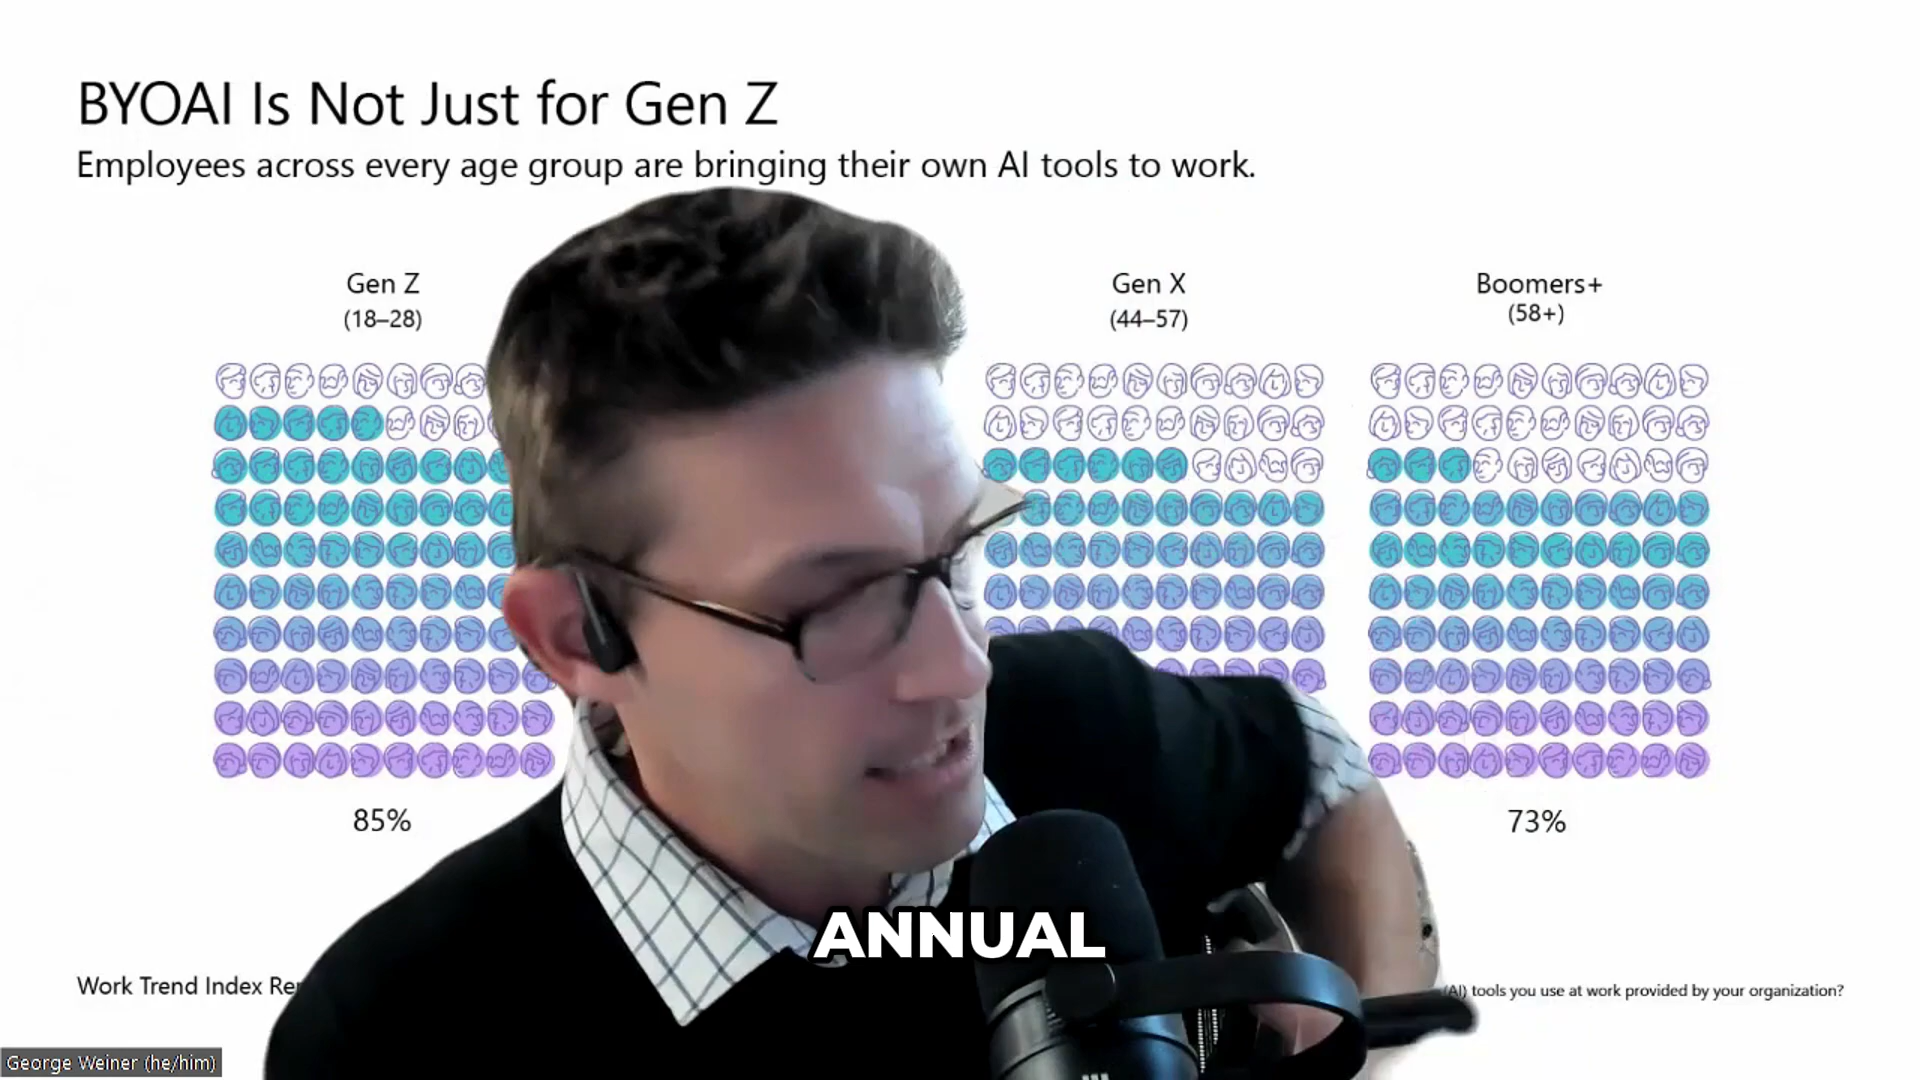 BYOAI Is Not Just for Gen Z
Employees across every age group are bringing their own AI tools to work.
Gen Z
(18–28)
Gen X
(44–57)
Boomers+
(58+)
85%
73%
ANNUAL
Work Trend Index
(AI) tools you use at work provided by your organization?
George Weiner (he/him)